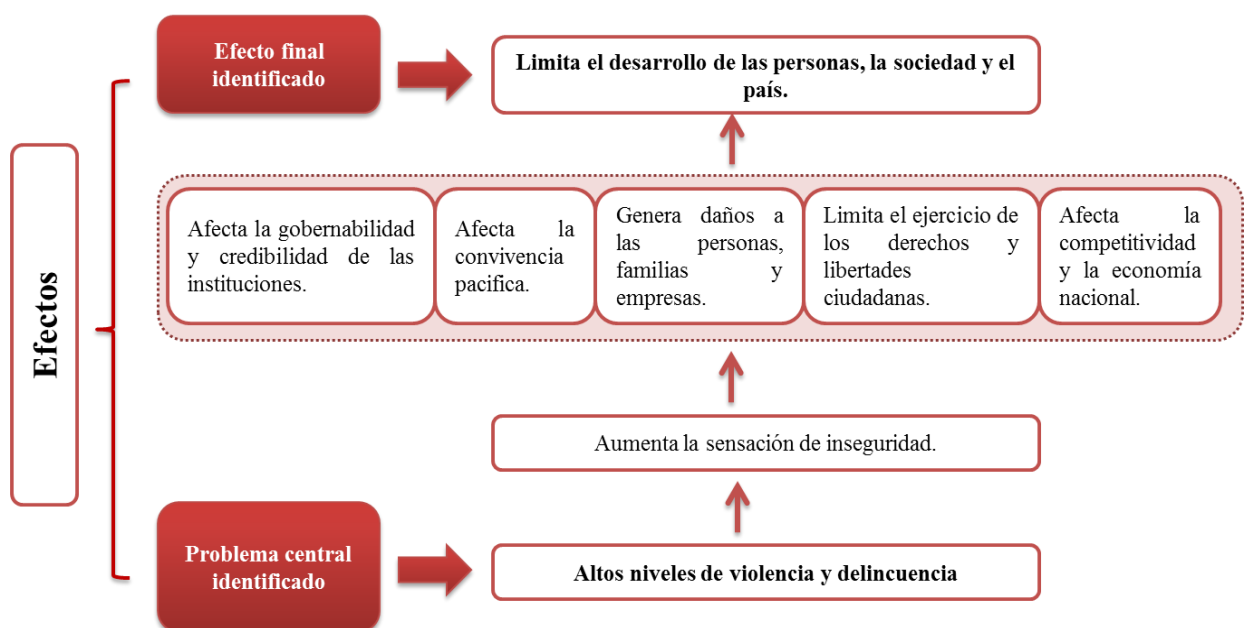 Efecto final
identificado
Limita el desarrollo de las personas, la sociedad y el
país.
Efectos
Afecta la gobernabilidad
y credibilidad de las
instituciones.
Afecta la
convivencia
pacifica.
Genera daños a
las personas,
familias y
empresas.
Limita el ejercicio de
los derechos y
libertades
ciudadanas.
Afecta la
competitividad
y la economía
nacional.
Aumenta la sensación de inseguridad.
Problema central
identificado
Altos niveles de violencia y delincuencia